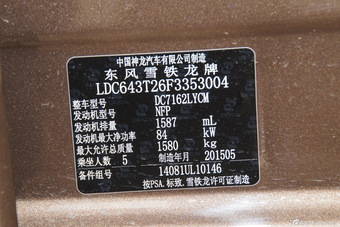 中国神龙汽车有限公司制造
东风雪铁龙牌
LDC643T26F3353004
整车型号 DC7162LYCM
发动机型号 NFP
发动机排量 1587 mL
发动机最大净功率 84 kW
最大允许总质量 1580 kg
乘坐人数 5 制造年月 201505
备件组号 14081UL10146
按PSA.标致.雪铁龙许可证制造